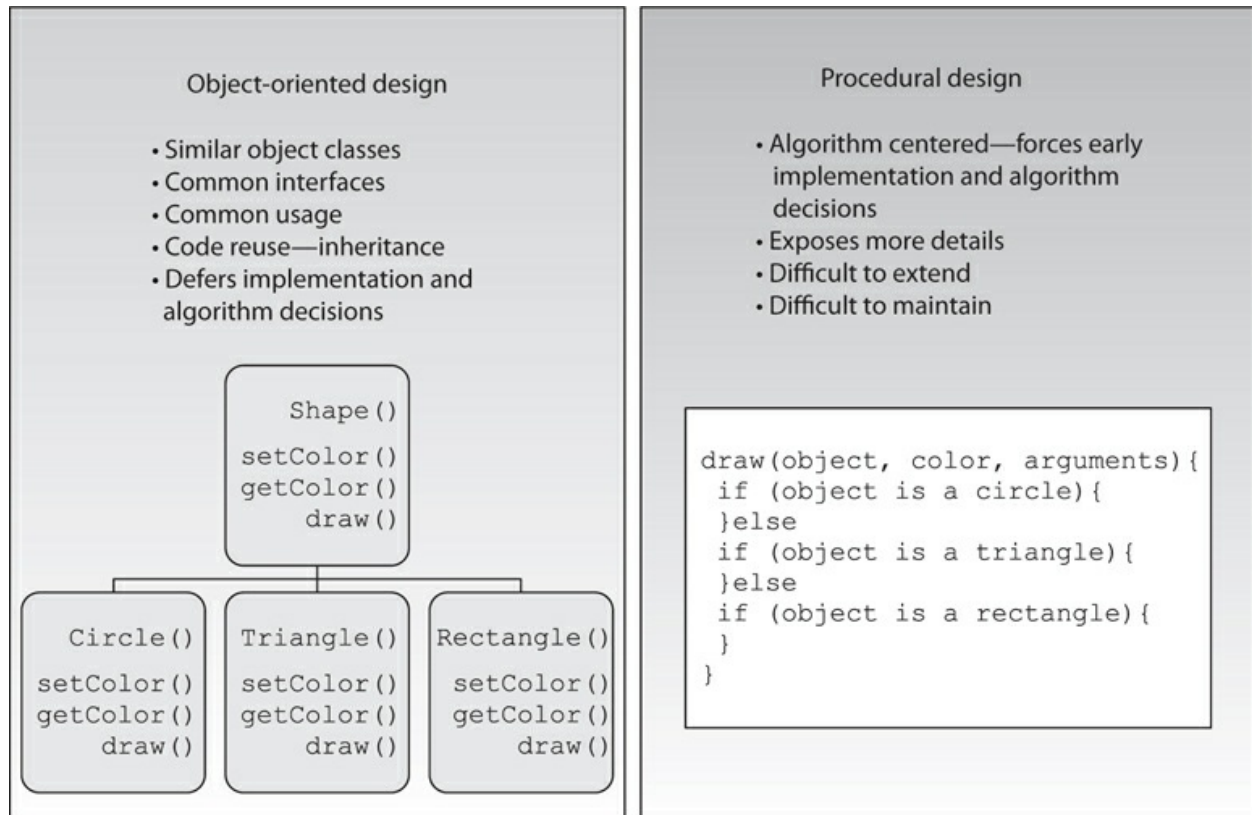 Object-oriented design
• Similar object classes
• Common interfaces
• Common usage
• Code reuse—inheritance
• Defers implementation and
algorithm decisions
Shape()
setColor()
getColor()
draw()
Circle()
setColor()
getColor()
draw()
Triangle()
setColor()
getColor()
draw()
Rectangle()
setColor()
getColor()
draw()
Procedural design
• Algorithm centered—forces early
implementation and algorithm
decisions
• Exposes more details
• Difficult to extend
• Difficult to maintain
draw(object, color, arguments){
if (object is a circle){
}else
if (object is a triangle){
}else
if (object is a rectangle){
}
}